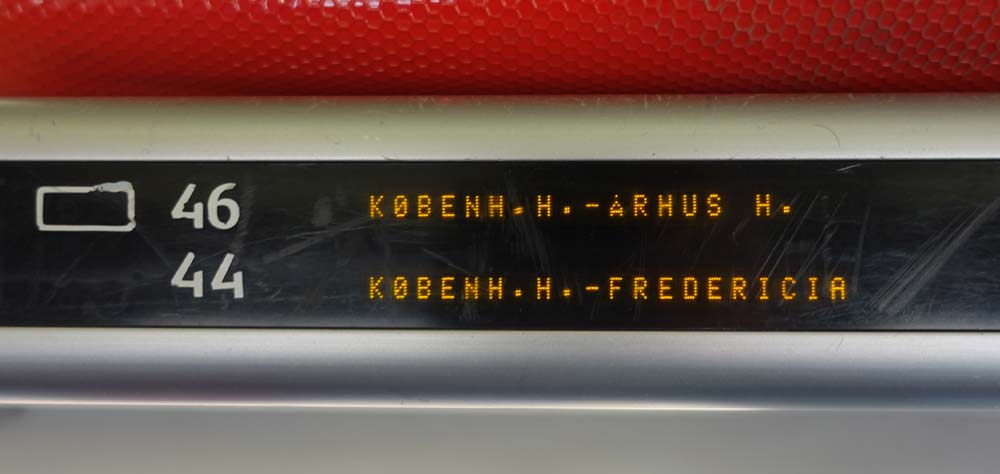 46 KØBENH.H.-ÅRHUS H.
44 KØBENH.H.-FREDERICIA